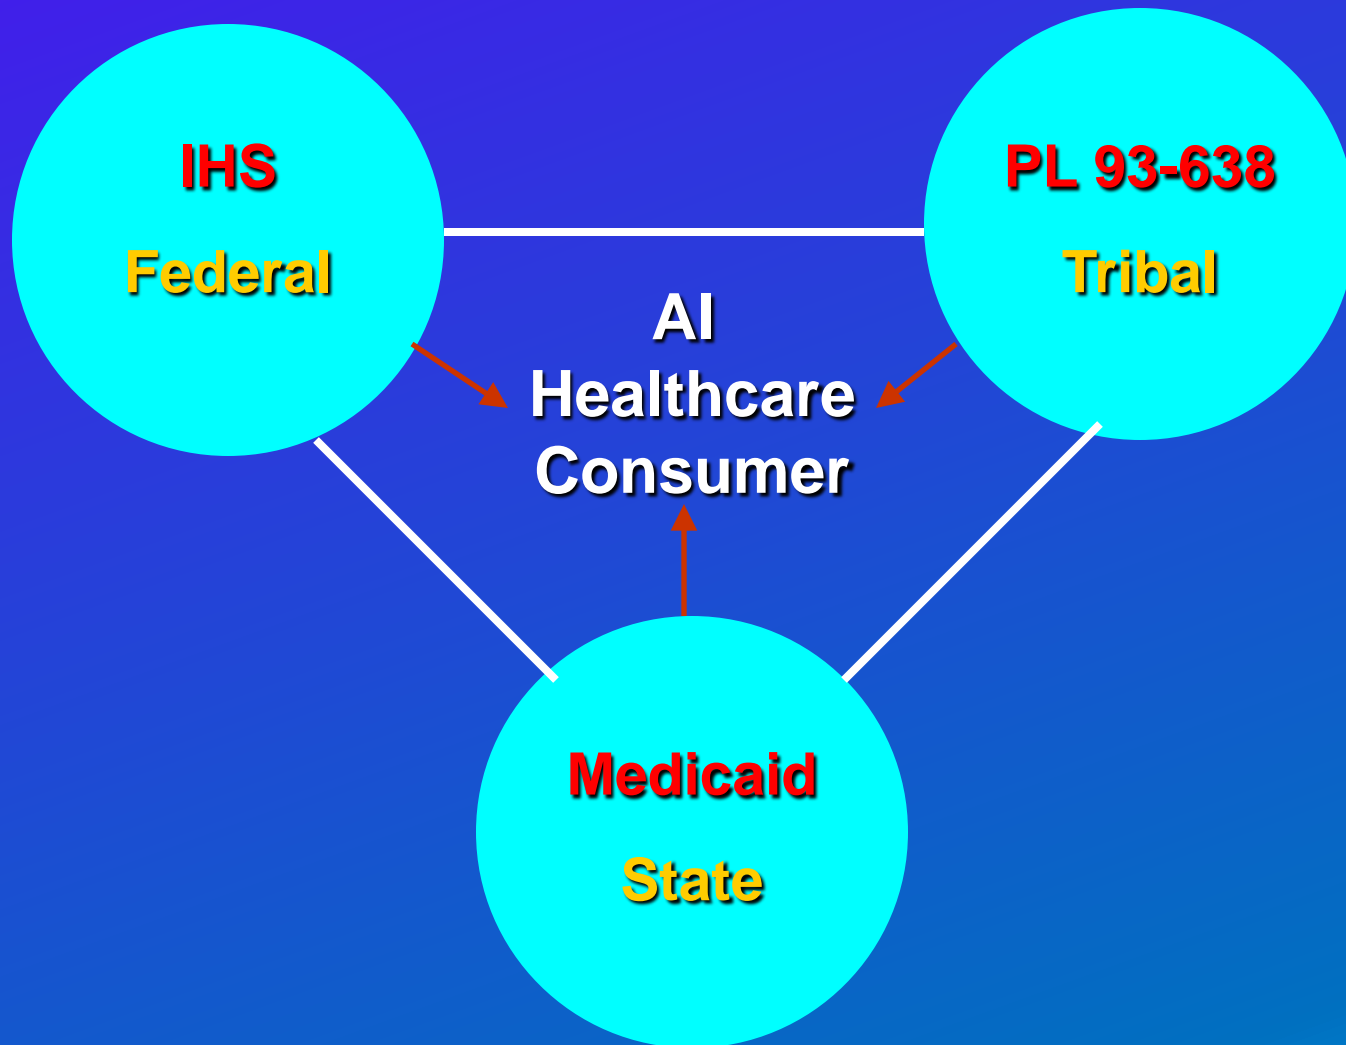 IHS
Federal
PL 93-638
Tribal
AI
Healthcare
Consumer
Medicaid
State